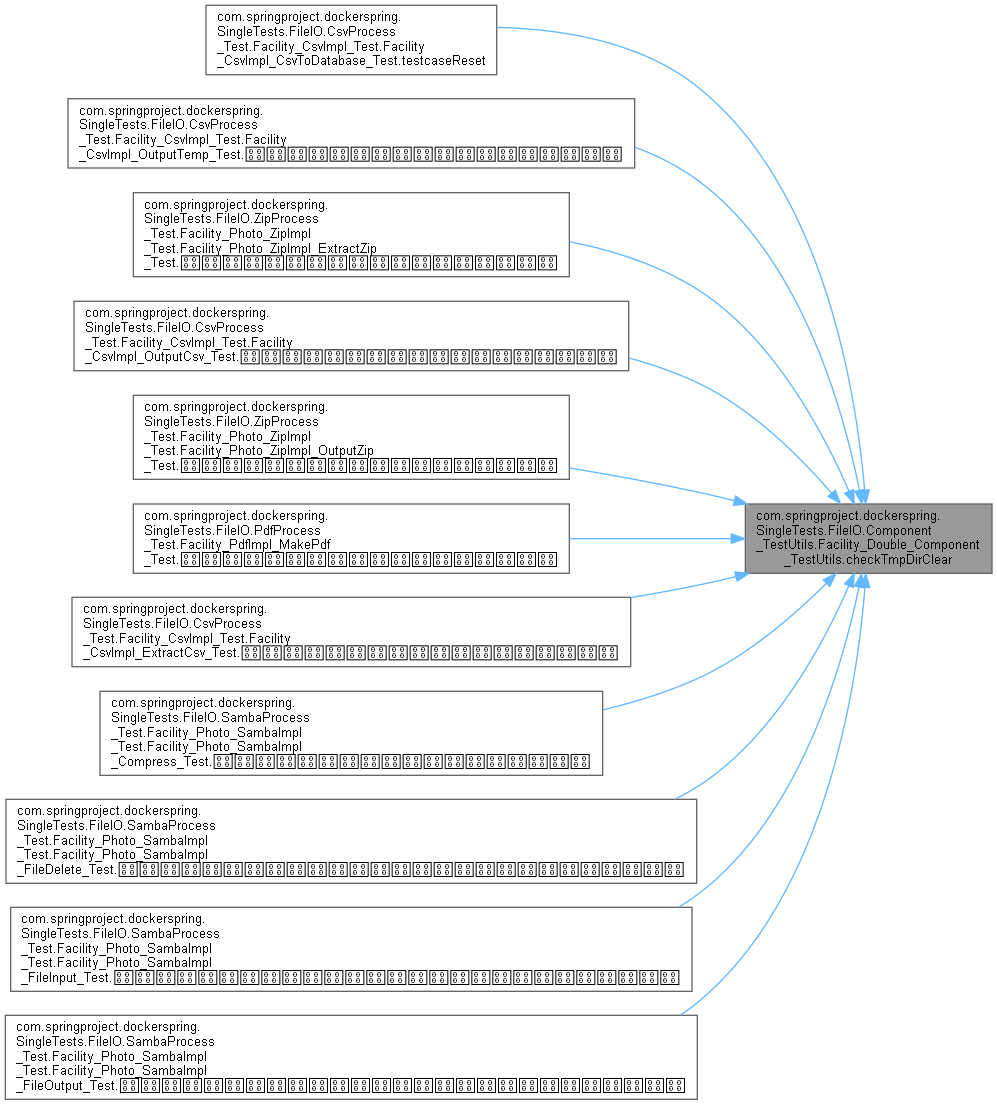 com.springproject.dockerspring.
SingleTests.FileIO.CsvProcess
_Test.Facility_CsvImpl_Test.Facility
_CsvImpl_CsvToDatabase_Test.testcaseReset
com.springproject.dockerspring.
SingleTests.FileIO.CsvProcess
_Test.Facility_CsvImpl_Test.Facility
_CsvImpl_OutputTemp_Test.
com.springproject.dockerspring.
SingleTests.FileIO.ZipProcess
_Test.Facility_Photo_ZipImpl
_Test.Facility_Photo_ZipImpl_ExtractZip
_Test.
com.springproject.dockerspring.
SingleTests.FileIO.CsvProcess
_Test.Facility_CsvImpl_Test.Facility
_CsvImpl_OutputCsv_Test.
com.springproject.dockerspring.
SingleTests.FileIO.ZipProcess
_Test.Facility_Photo_ZipImpl
_Test.Facility_Photo_ZipImpl_OutputZip
_Test.
com.springproject.dockerspring.
SingleTests.FileIO.PdfProcess
_Test.Facility_PdfImpl_MakePdf
_Test.
com.springproject.dockerspring.
SingleTests.FileIO.Component
_TestUtils.Facility_Double_Component
_TestUtils.checkTmpDirClear
com.springproject.dockerspring.
SingleTests.FileIO.CsvProcess
_Test.Facility_CsvImpl_Test.Facility
_CsvImpl_ExtractCsv_Test.
com.springproject.dockerspring.
SingleTests.FileIO.SambaProcess
_Test.Facility_Photo_SambaImpl
_Test.Facility_Photo_SambaImpl
_Compress_Test.
com.springproject.dockerspring.
SingleTests.FileIO.SambaProcess
_Test.Facility_Photo_SambaImpl
_Test.Facility_Photo_SambaImpl
_FileDelete_Test.
com.springproject.dockerspring.
SingleTests.FileIO.SambaProcess
_Test.Facility_Photo_SambaImpl
_Test.Facility_Photo_SambaImpl
_FileInput_Test.
com.springproject.dockerspring.
SingleTests.FileIO.SambaProcess
_Test.Facility_Photo_SambaImpl
_Test.Facility_Photo_SambaImpl
_FileOutput_Test.